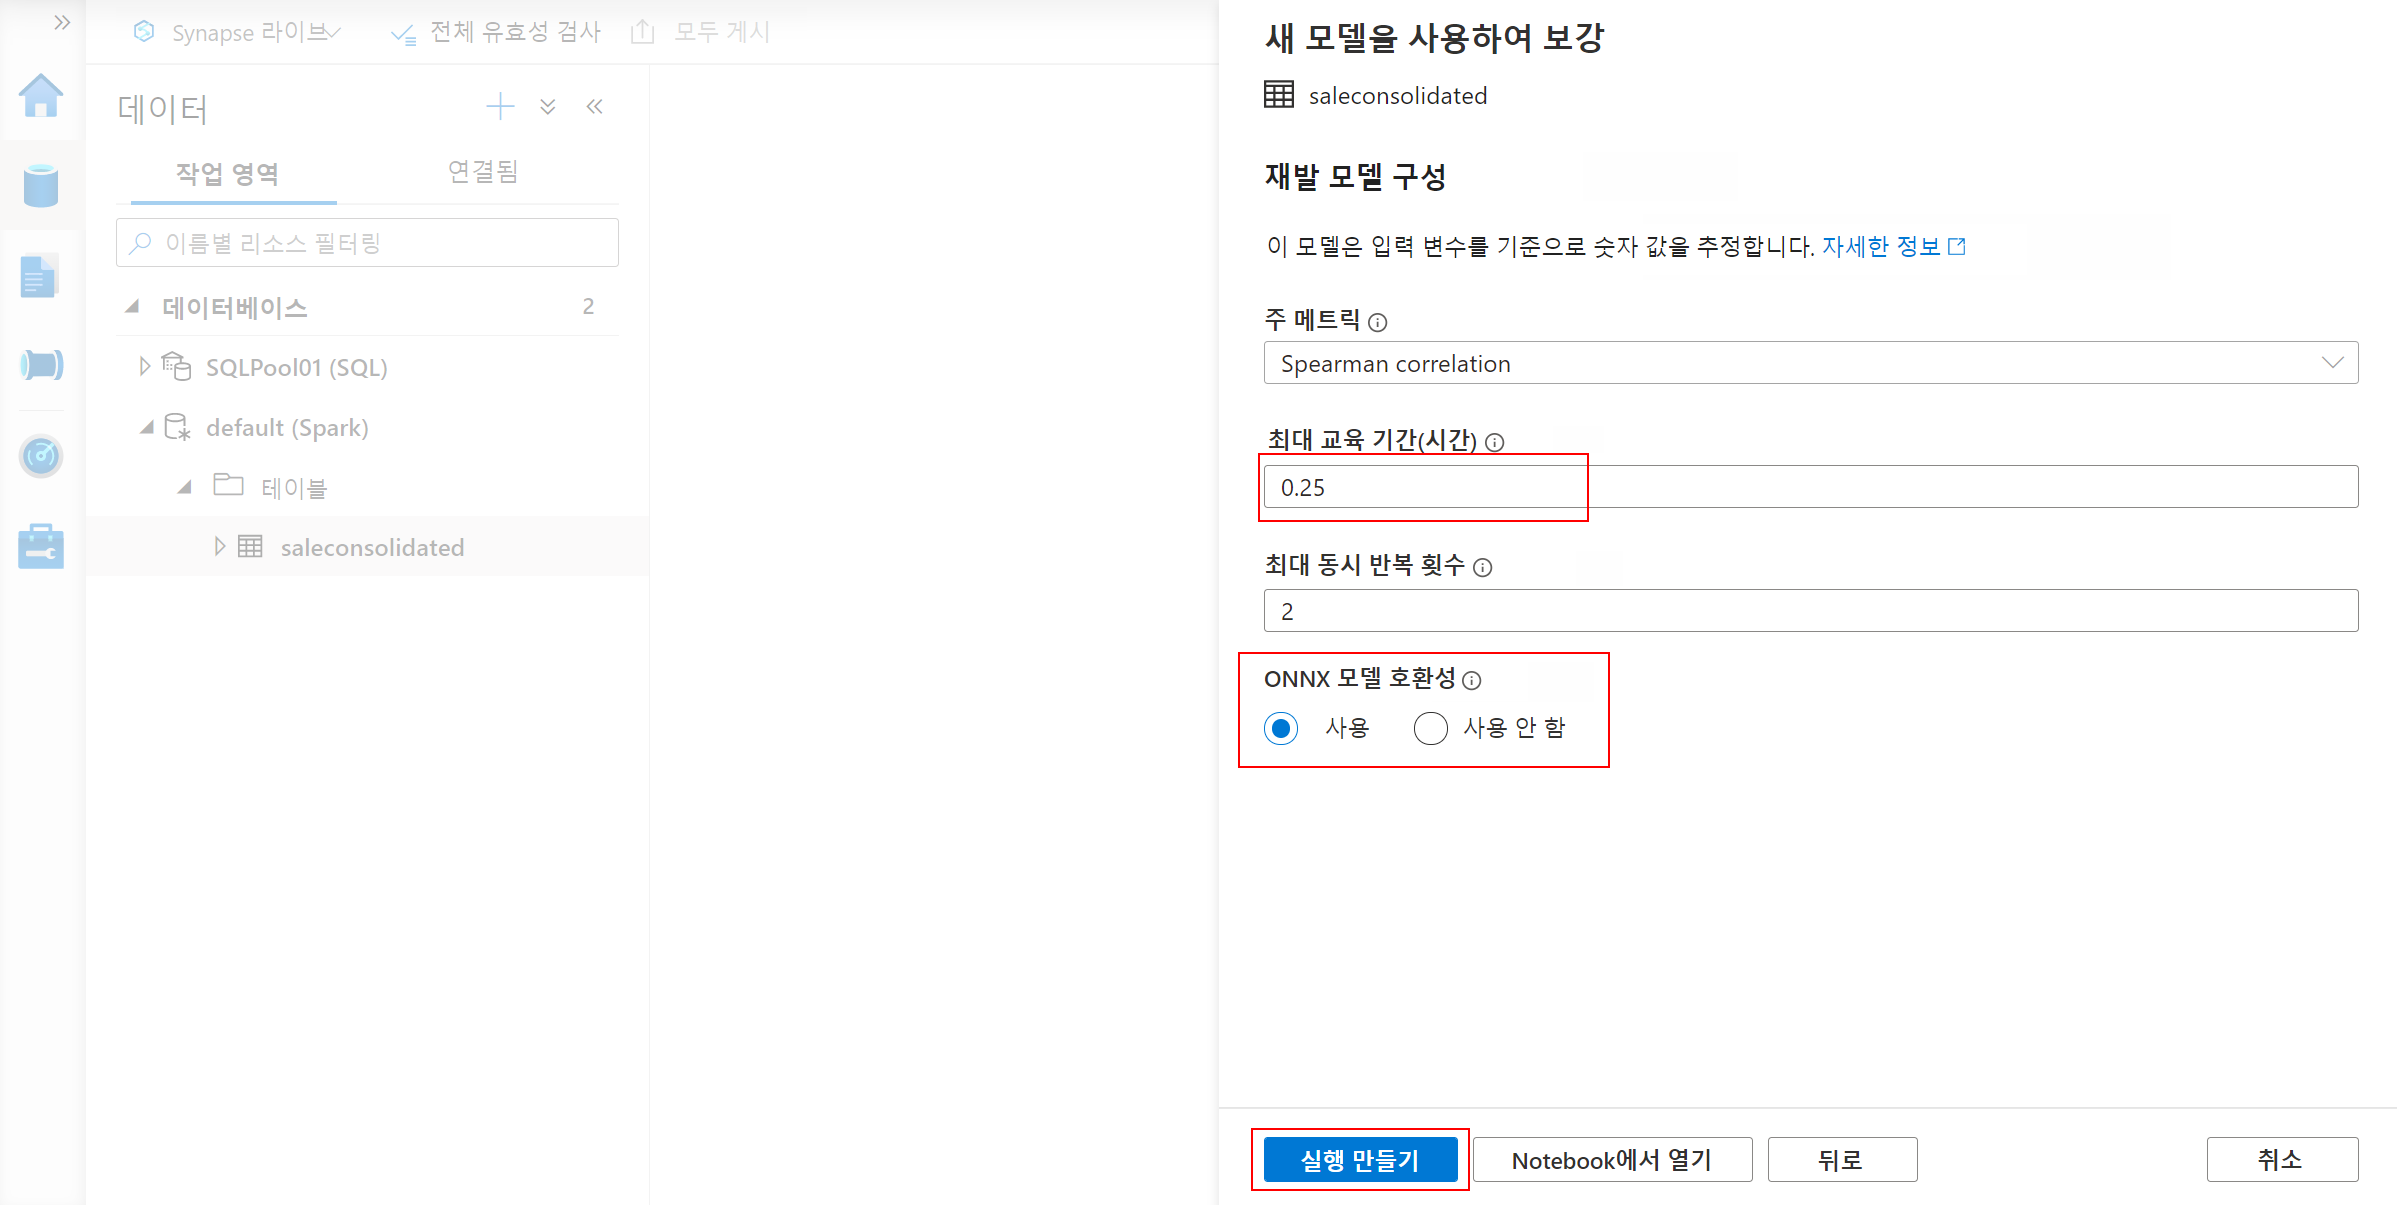 Synapse 라이브
전체 유효성 검사
모두 게시
데이터
작업 영역
연결됨
이름별 리소스 필터링
데이터베이스 2
SQLPool01 (SQL)
default (Spark)
테이블
saleconsolidated
새 모델을 사용하여 보강
saleconsolidated
재발 모델 구성
이 모델은 입력 변수를 기준으로 숫자 값을 추정합니다. 자세한 정보
주 메트릭
Spearman correlation
최대 교육 기간(시간)
0.25
최대 동시 반복 횟수
2
ONNX 모델 호환성
사용 사용 안 함
실행 만들기
Notebook에서 열기
뒤로
취소